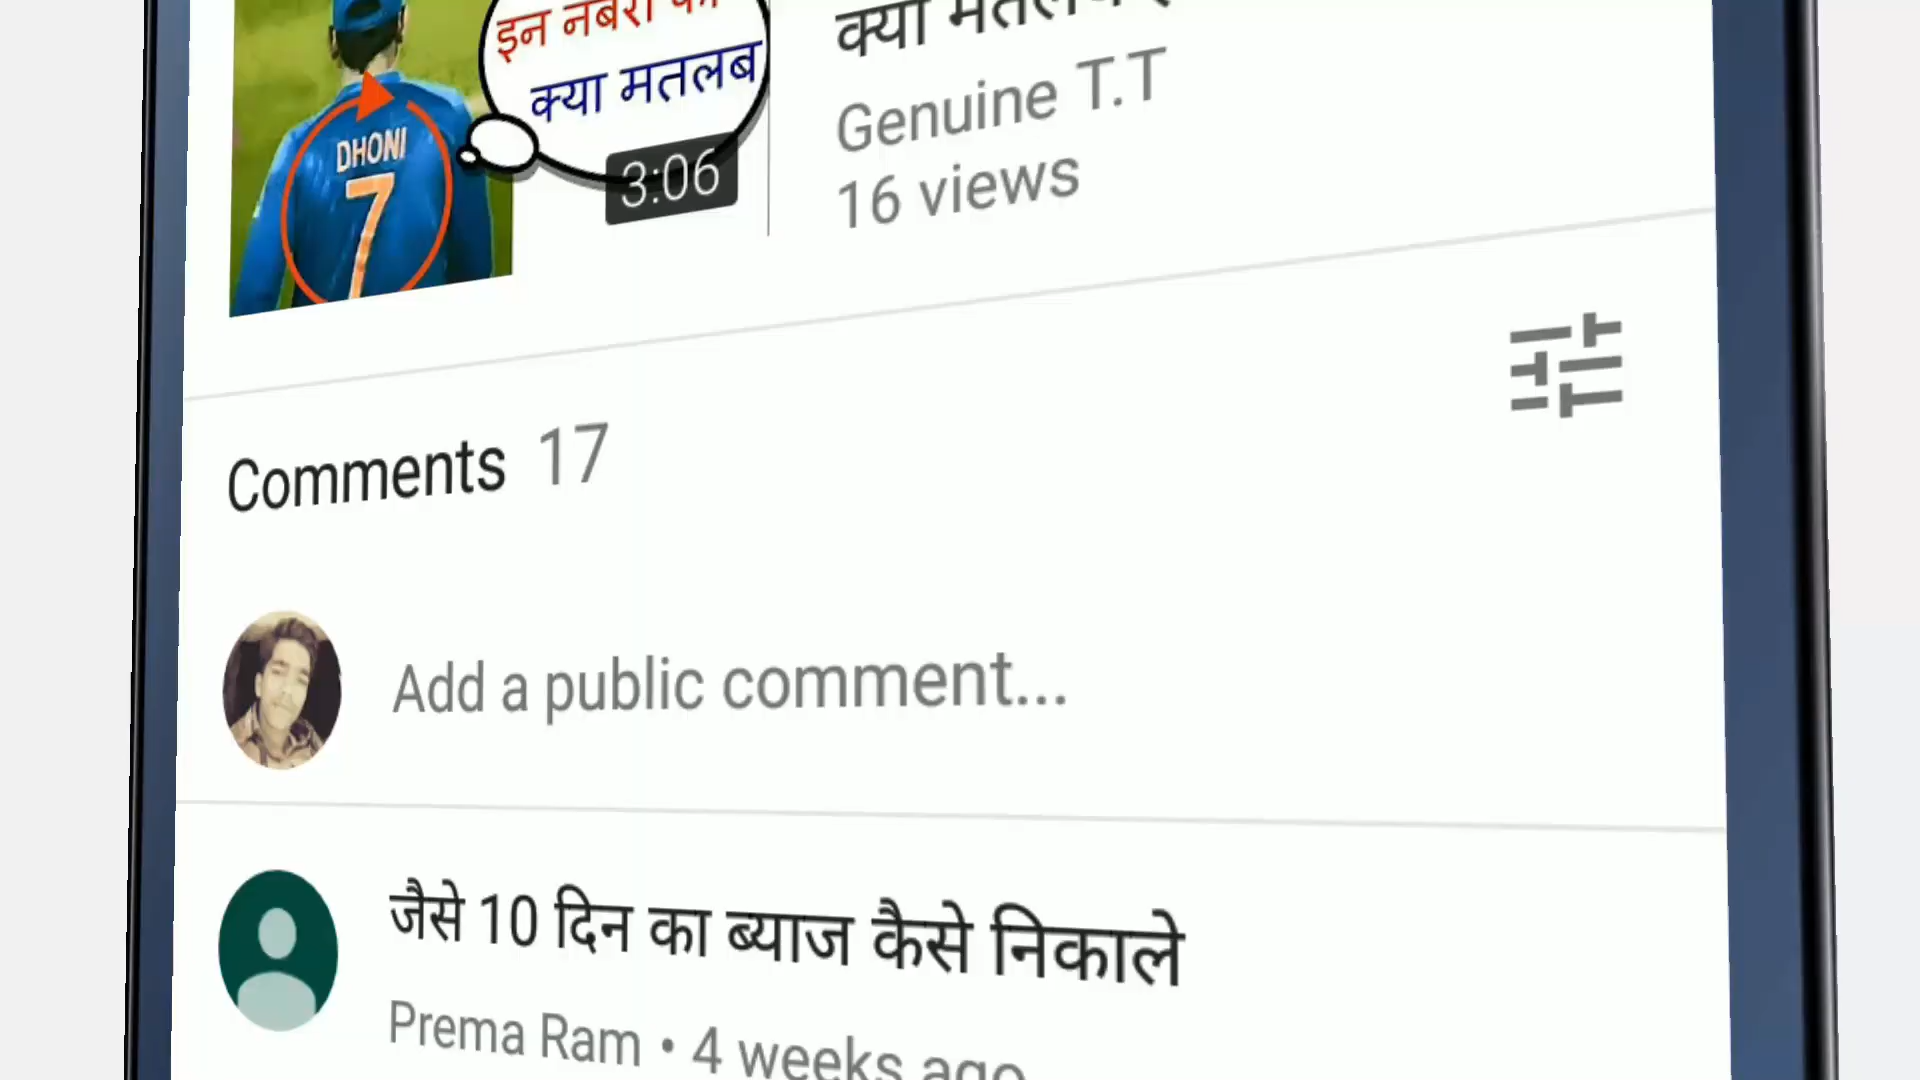 इन नंबरों का
क्या मतलब
DHONI
7
3:06
क्या मतलब
Genuine T.T
16 views
Comments 17
Add a public comment...
जैसे 10 दिन का ब्याज कैसे निकाले
Prema Ram • 4 weeks ago